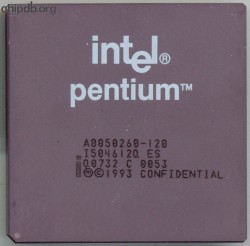 chipdb.org
intel®
pentium™
A8050260-120
I5046120 ES
Q0732 C 0053
i ©1993 CONFIDENTIAL